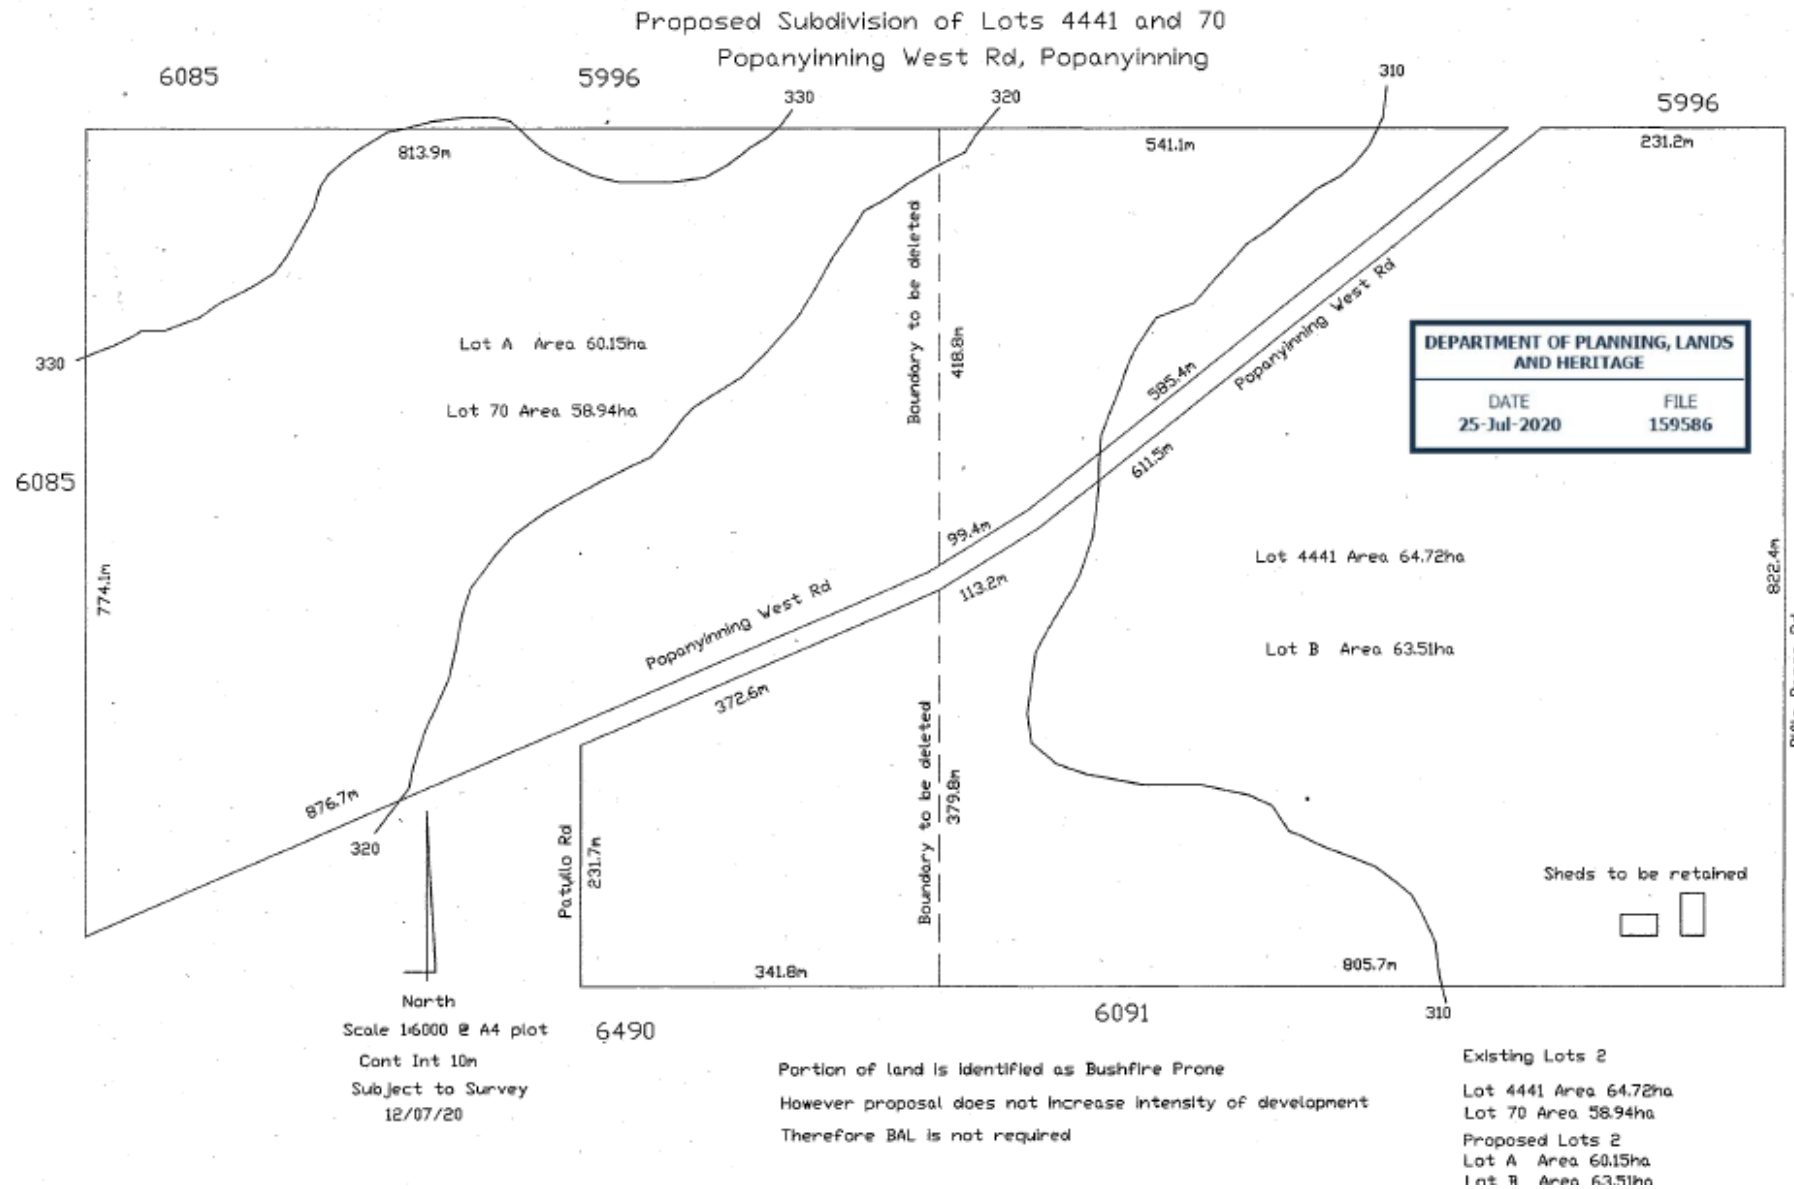 Proposed Subdivision of Lots 4441 and 70
Popanyinning West Rd, Popanyinning
6085
5996
330
320
310
5996
813.9m
541.1m
231.2m
Boundary to be deleted
418.8m
Lot A Area 60.15ha
Lot 70 Area 58.94ha
330
6085
774.1m
585.4m
Popanyinning West Rd
611.5m
DEPARTMENT OF PLANNING, LANDS
AND HERITAGE
DATE
FILE
25-Jul-2020
159586
99.4m
113.2m
Lot 4441 Area 64.72ha
Lot B Area 63.51ha
822.4m
Popanyinning West Rd
372.6m
876.7m
320
Patullo Rd
231.7m
Boundary to be deleted
379.8m
Sheds to be retained
341.8m
805.7m
North
Scale 1:6000 @ A4 plot
Cont Int 10m
Subject to Survey
12/07/20
6490
6091
310
Portion of land is identified as Bushfire Prone
However proposal does not increase intensity of development
Therefore BAL is not required
Existing Lots 2
Lot 4441 Area 64.72ha
Lot 70 Area 58.94ha
Proposed Lots 2
Lot A Area 60.15ha
Lot B Area 63.51ha